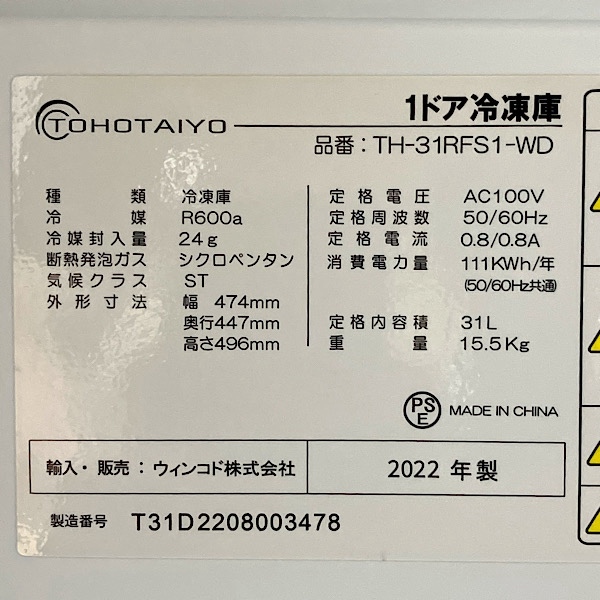 TOHOTAIYO
1ドア冷凍庫
品番：TH-31RFS1-WD
種類 冷凍庫
冷媒 R600a
冷媒封入量 24g
断熱発泡ガス シクロペンタン
気候クラス ST
外形寸法 幅 474mm
奥行447mm
高さ496mm
定格電圧 AC100V
定格周波数 50/60Hz
定格電流 0.8/0.8A
消費電力量 111KWh/年
(50/60Hz共通)
定格内容積 31L
重量 15.5Kg
PSE MADE IN CHINA
輸入・販売：ウィンコド株式会社
2022年製
製造番号 T31D2208003478